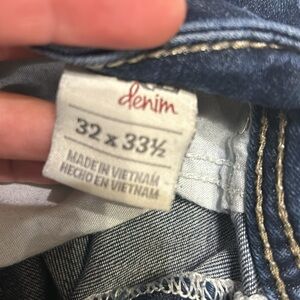 denim
32 x 33½
MADE IN VIETNAM
HECHO EN VIETNAM